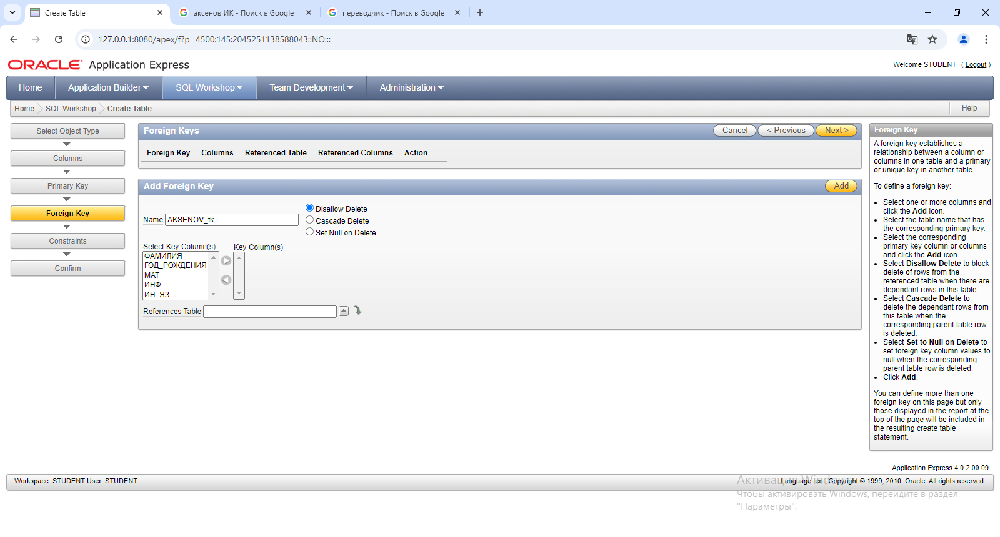 Create Table
аксенов ИК - Поиск в Google
переводчик - Поиск в Google
127.0.0.1:8080/apex/f?p=4500:145:2045251138588043::NO:::
ORACLE Application Express
Welcome STUDENT ( Logout )
Home
Application Builder
SQL Workshop
Team Development
Administration
Home
SQL Workshop
Create Table
Help
Select Object Type
Columns
Primary Key
Foreign Key
Constraints
Confirm
Foreign Keys
Cancel
< Previous
Next >
Foreign Key Columns Referenced Table Referenced Columns Action
Add Foreign Key
Add
Name AKSENOV_fk
Disallow Delete
Cascade Delete
Set Null on Delete
Select Key Column(s)
Key Column(s)
ФАМИЛИЯ
ГОД_РОЖДЕНИЯ
МАТ
ИНФ
ИН_ЯЗ
References Table
Foreign Key
A foreign key establishes a
relationship between a column or
columns in one table and a primary
or unique key in another table.
To define a foreign key:
Select one or more columns and
click the Add icon.
Select the table name that has
the corresponding primary key.
Select the corresponding
primary key column or columns
and click the Add icon.
Select Disallow Delete to block
delete of rows from the
referenced table when there are
dependant rows in this table.
Select Cascade Delete to
delete the dependant rows from
this table when the
corresponding parent table row
is deleted.
Select Set to Null on Delete to
set foreign key column values to
null when the corresponding
parent table row is deleted.
Click Add.
You can define more than one
foreign key on this page but only
those displayed in the report at the
top of the page will be included in
the resulting create table
statement.
Application Express 4.0.2.00.09
Workspace: STUDENT User: STUDENT
Language: en | Copyright © 1999, 2010, Oracle. All rights reserved.
Активация Windows
Чтобы активировать Windows, перейдите в раздел
"Параметры".